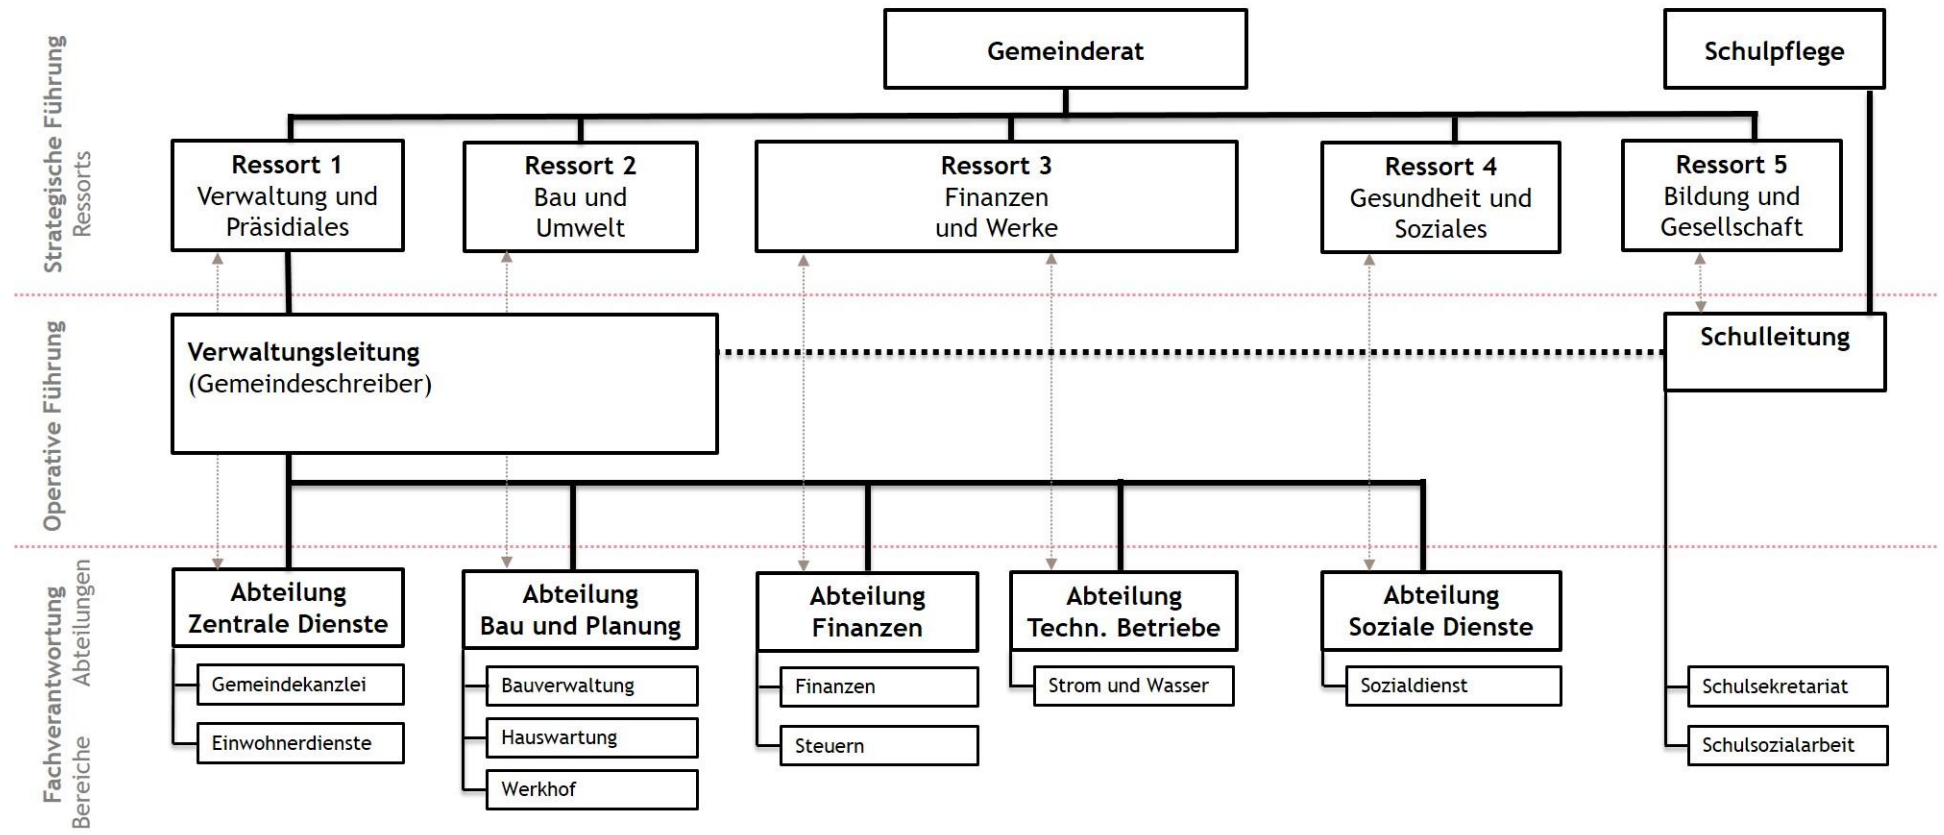 Gemeinderat
Schulpflege
Strategische Führung
Ressorts
Ressort 1
Verwaltung und
Präsidiales
Ressort 2
Bau und
Umwelt
Ressort 3
Finanzen
und Werke
Ressort 4
Gesundheit und
Soziales
Ressort 5
Bildung und
Gesellschaft
Operative Führung
Verwaltungsleitung
(Gemeindeschreiber)
Schulleitung
Fachverantwortung
Bereiche Abteilungen
Abteilung
Zentrale Dienste
Gemeindekanzlei
Einwohnerdienste
Abteilung
Bau und Planung
Bauverwaltung
Hauswartung
Werkhof
Abteilung
Finanzen
Finanzen
Steuern
Abteilung
Techn. Betriebe
Strom und Wasser
Abteilung
Soziale Dienste
Sozialdienst
Schulsekretariat
Schulsozialarbeit